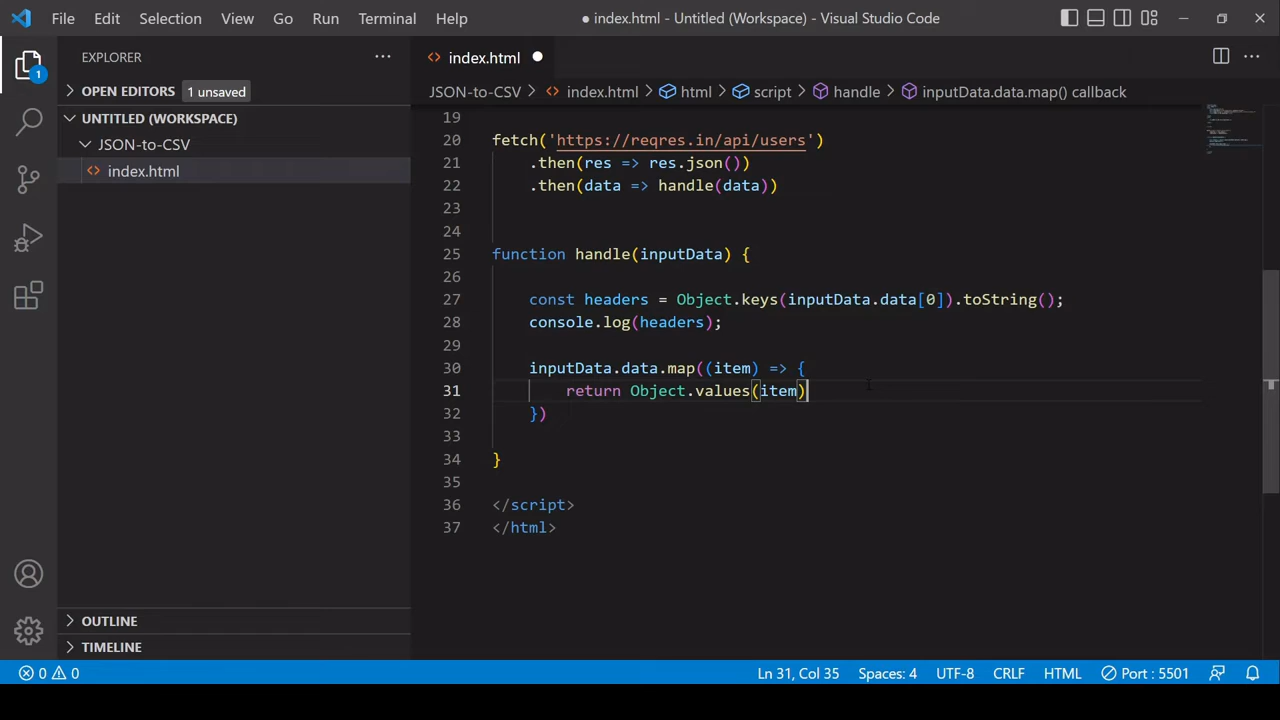 File Edit Selection View Go Run Terminal Help ● index.html - Untitled (Workspace) - Visual Studio Code
EXPLORER ···
index.html
OPEN EDITORS 1 unsaved
JSON-to-CSV > index.html > html > script > handle > inputData.data.map() callback
UNTITLED (WORKSPACE)
JSON-to-CSV
index.html
1
19
20 fetch('https://reqres.in/api/users')
21 .then(res => res.json())
22 .then(data => handle(data))
23
24
25 function handle(inputData) {
26
27 const headers = Object.keys(inputData.data[0]).toString();
28 console.log(headers);
29
30 inputData.data.map((item) => {
31 return Object.values(item)
32 })
33
34 }
35
36 </script>
37 </html>
OUTLINE
TIMELINE
0 0 Ln 31, Col 35 Spaces: 4 UTF-8 CRLF HTML Port : 5501